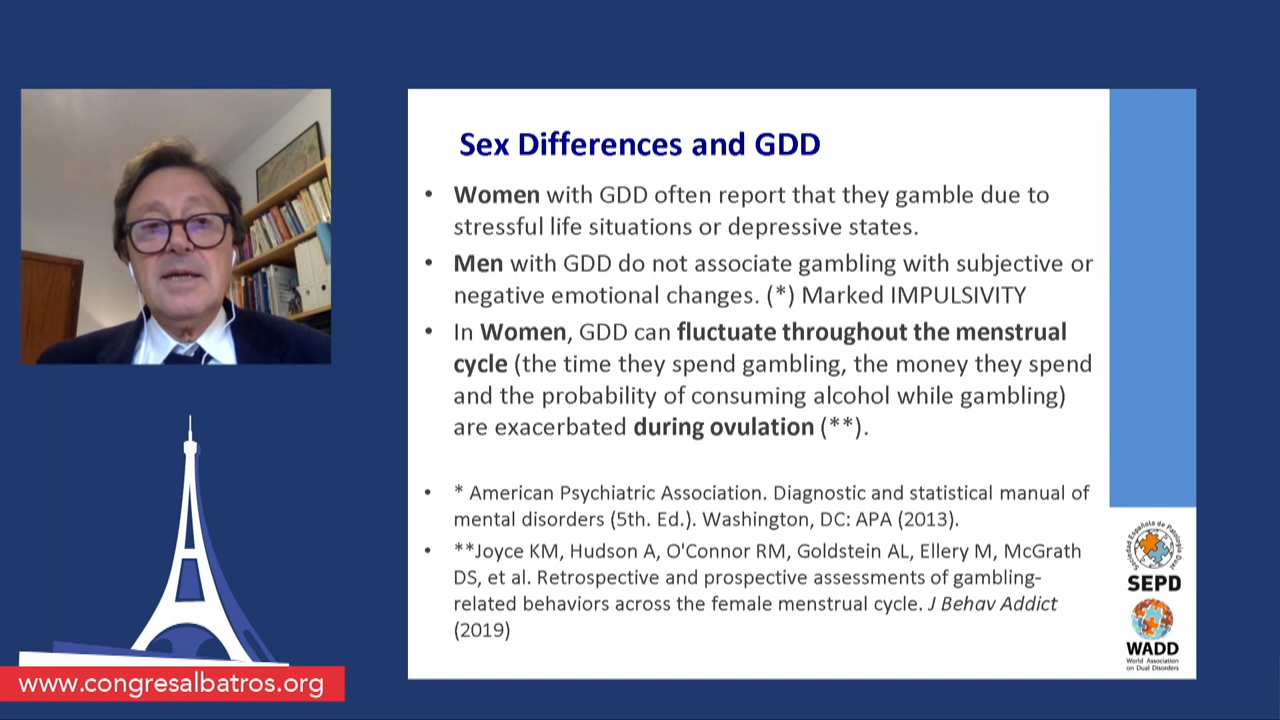 Sex Differences and GDD
• Women with GDD often report that they gamble due to
stressful life situations or depressive states.
• Men with GDD do not associate gambling with subjective or
negative emotional changes. (*) Marked IMPULSIVITY
• In Women, GDD can fluctuate throughout the menstrual
cycle (the time they spend gambling, the money they spend
and the probability of consuming alcohol while gambling)
are exacerbated during ovulation (**).
• * American Psychiatric Association. Diagnostic and statistical manual of
mental disorders (5th. Ed.). Washington, DC: APA (2013).
• **Joyce KM, Hudson A, O'Connor RM, Goldstein AL, Ellery M, McGrath
DS, et al. Retrospective and prospective assessments of gambling-
related behaviors across the female menstrual cycle. J Behav Addict
(2019)
Sociedad Española de Patología Dual
SEPD
WADD
World Association
on Dual Disorders
www.congresalbatros.org